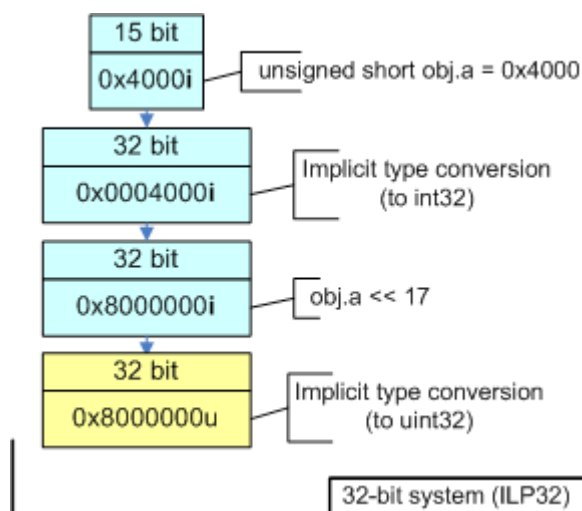 15 bit
0x4000i
unsigned short obj.a = 0x4000
32 bit
0x0004000i
Implicit type conversion
(to int32)
32 bit
0x8000000i
obj.a << 17
32 bit
0x8000000u
Implicit type conversion
(to uint32)
32-bit system (ILP32)